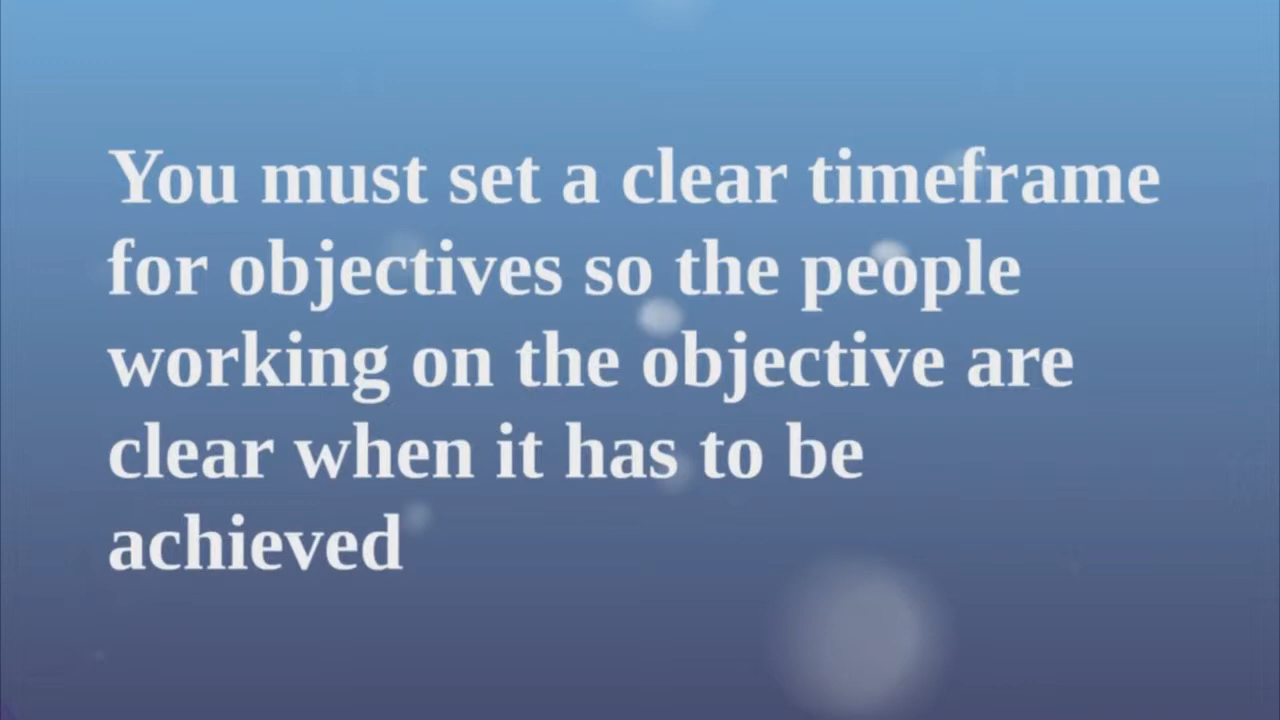 You must set a clear timeframe
for objectives so the people
working on the objective are
clear when it has to be
achieved